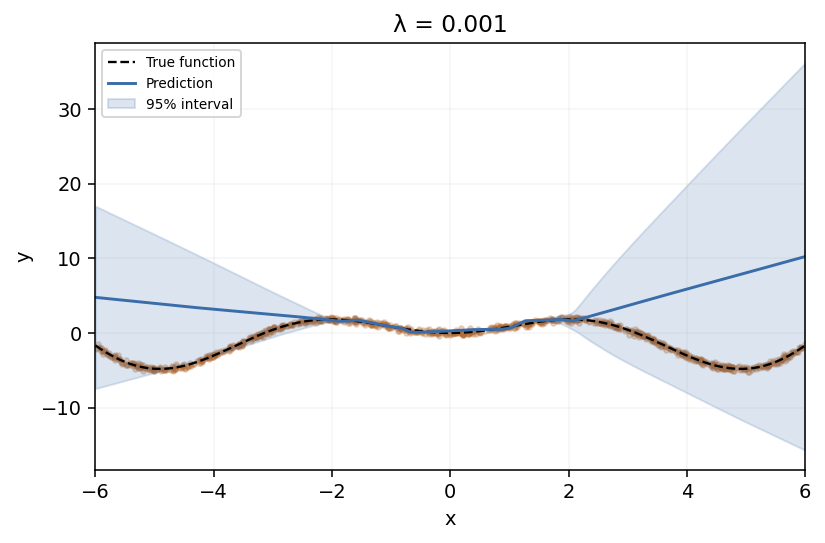 λ = 0.001
True function
Prediction
95% interval
y
30
20
10
0
−10
−6
−4
−2
0
2
4
6
x